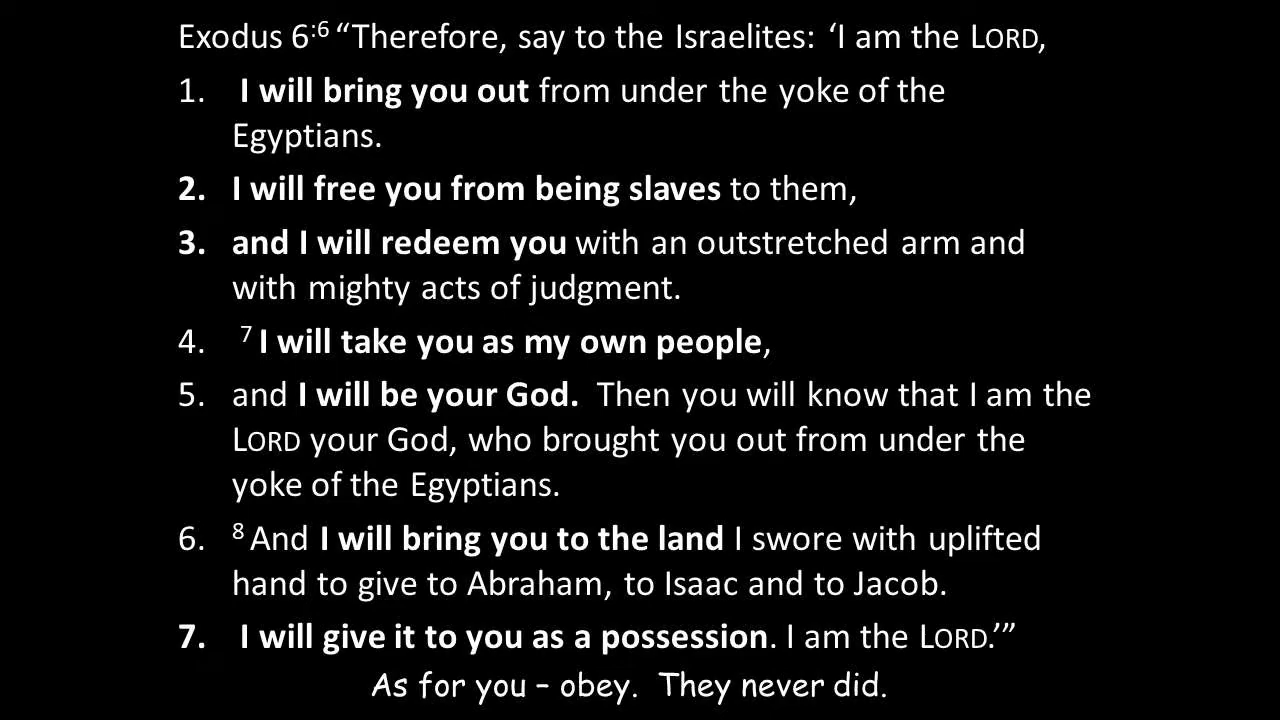 Exodus 6:6 “Therefore, say to the Israelites: ‘I am the LORD,
1. I will bring you out from under the yoke of the
Egyptians.
2. I will free you from being slaves to them,
3. and I will redeem you with an outstretched arm and
with mighty acts of judgment.
4. 7 I will take you as my own people,
5. and I will be your God. Then you will know that I am the
LORD your God, who brought you out from under the
yoke of the Egyptians.
6. 8 And I will bring you to the land I swore with uplifted
hand to give to Abraham, to Isaac and to Jacob.
7. I will give it to you as a possession. I am the LORD.’”
As for you – obey. They never did.